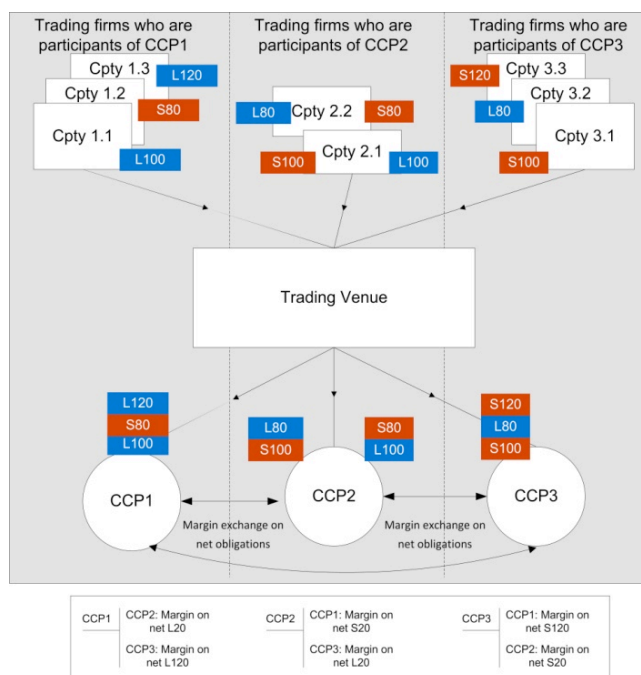 Trading firms who are
participants of CCP1
Trading firms who are
participants of CCP2
Trading firms who are
participants of CCP3
Cpty 1.3
L120
Cpty 1.2
S80
Cpty 1.1
L100
L80
Cpty 2.2
S80
S100
Cpty 2.1
L100
S120
Cpty 3.3
L80
Cpty 3.2
S100
Cpty 3.1
Trading Venue
L120
S80
L100
L80
S100
S80
L100
S120
L80
S100
CCP1
CCP2
CCP3
Margin exchange on
net obligations
Margin exchange on
net obligations
CCP1
CCP2: Margin on
net L20
CCP3: Margin on
net L120
CCP2
CCP1: Margin on
net S20
CCP3: Margin on
net L20
CCP3
CCP1: Margin on
net S120
CCP2: Margin on
net S20